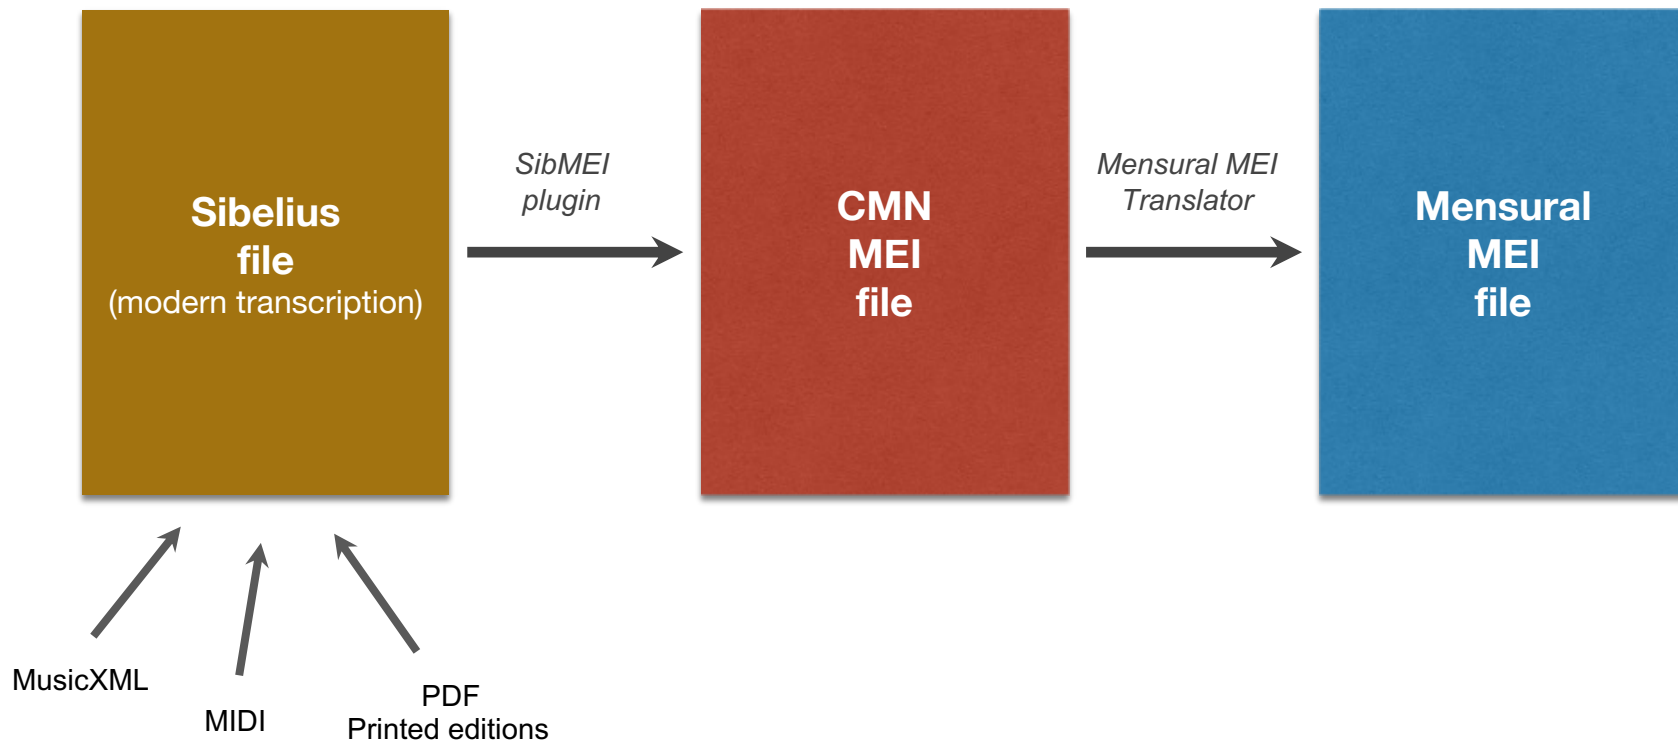 Sibelius
file
(modern transcription)
SibMEI
plugin
CMN
MEI
file
Mensural MEI
Translator
Mensural
MEI
file
MusicXML
MIDI
PDF
Printed editions